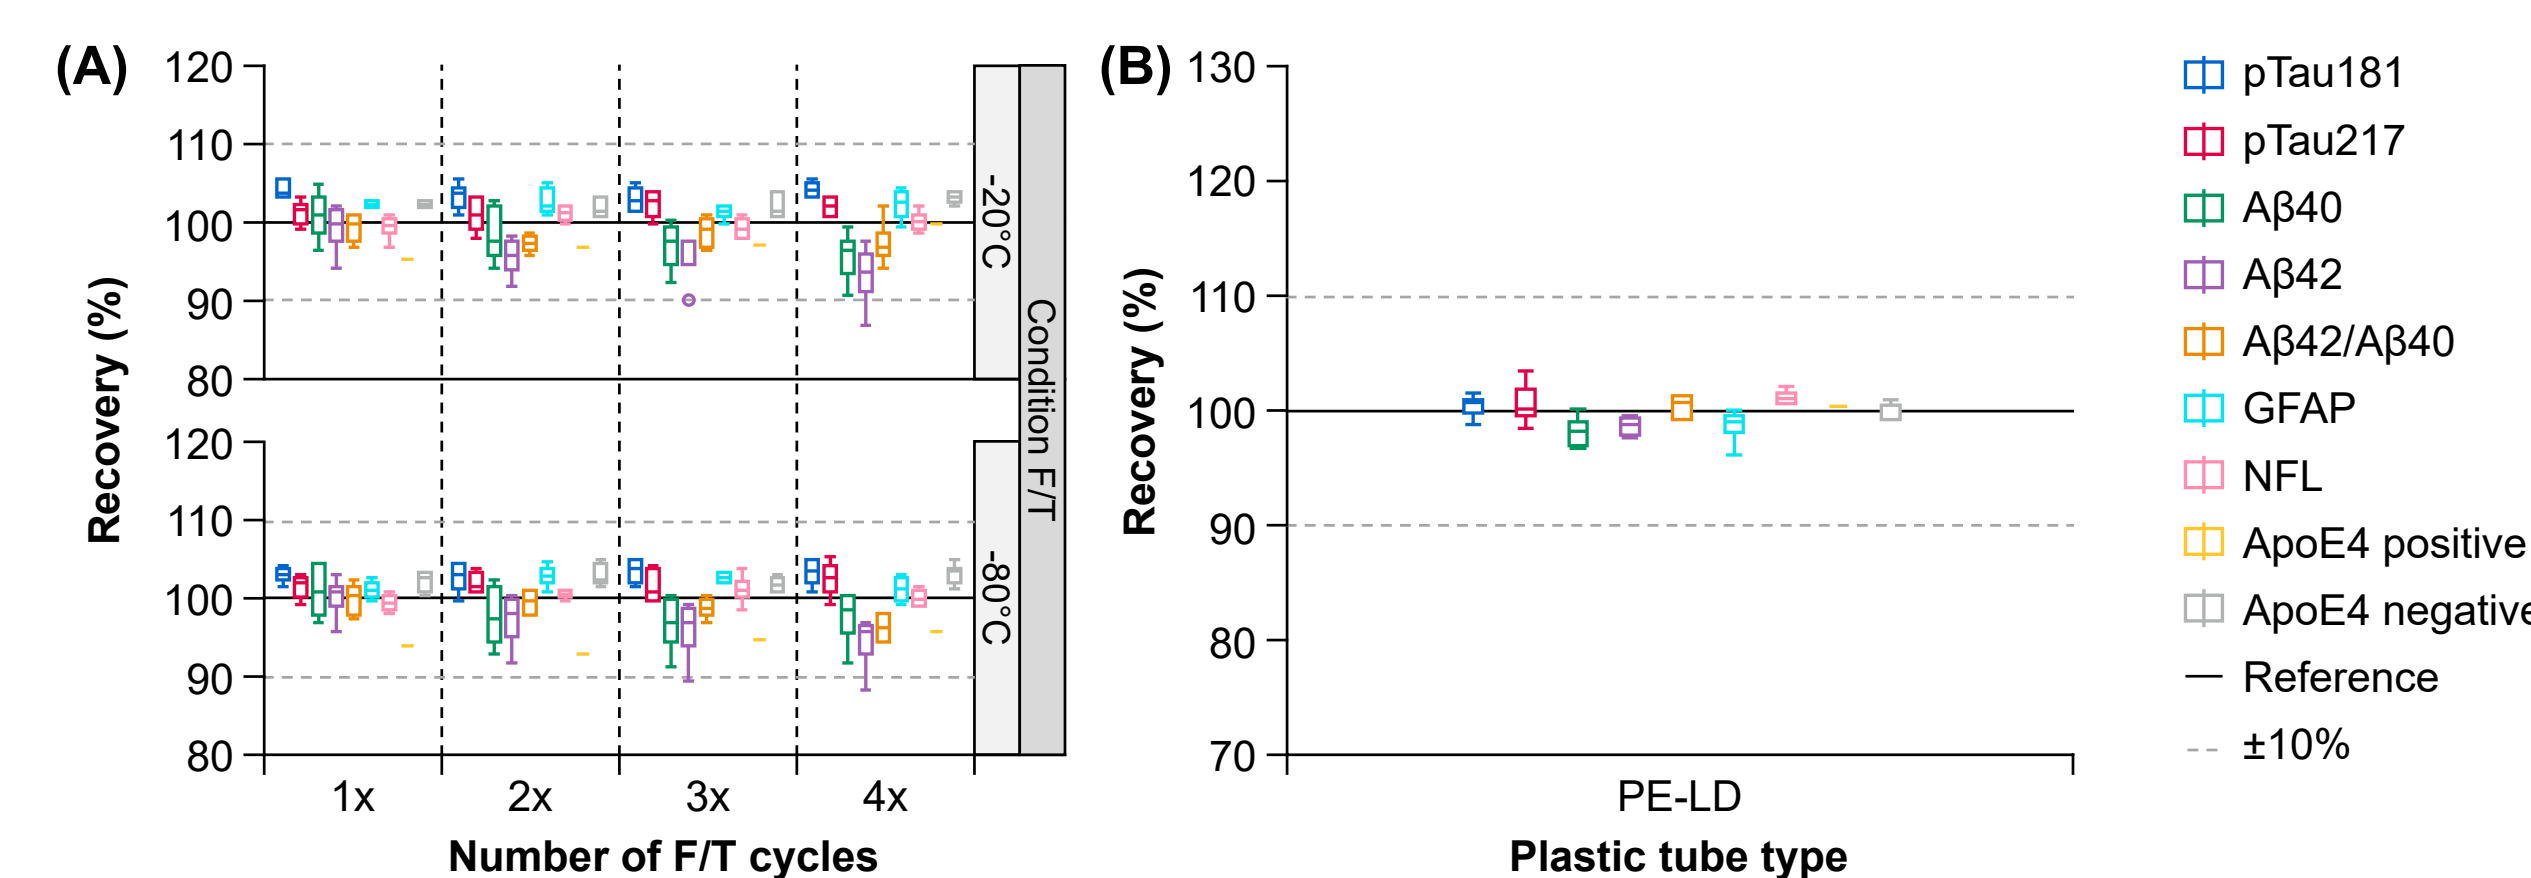 (A)
Recovery (%)
120
110
100
90
80
-20°C
120
110
100
90
80
-80°C
Condition F/T
1x 2x 3x 4x
Number of F/T cycles
(B)
Recovery (%)
130
120
110
100
90
80
70
PE-LD
Plastic tube type
pTau181
pTau217
Aβ40
Aβ42
Aβ42/Aβ40
GFAP
NFL
ApoE4 positive
ApoE4 negative
Reference
±10%